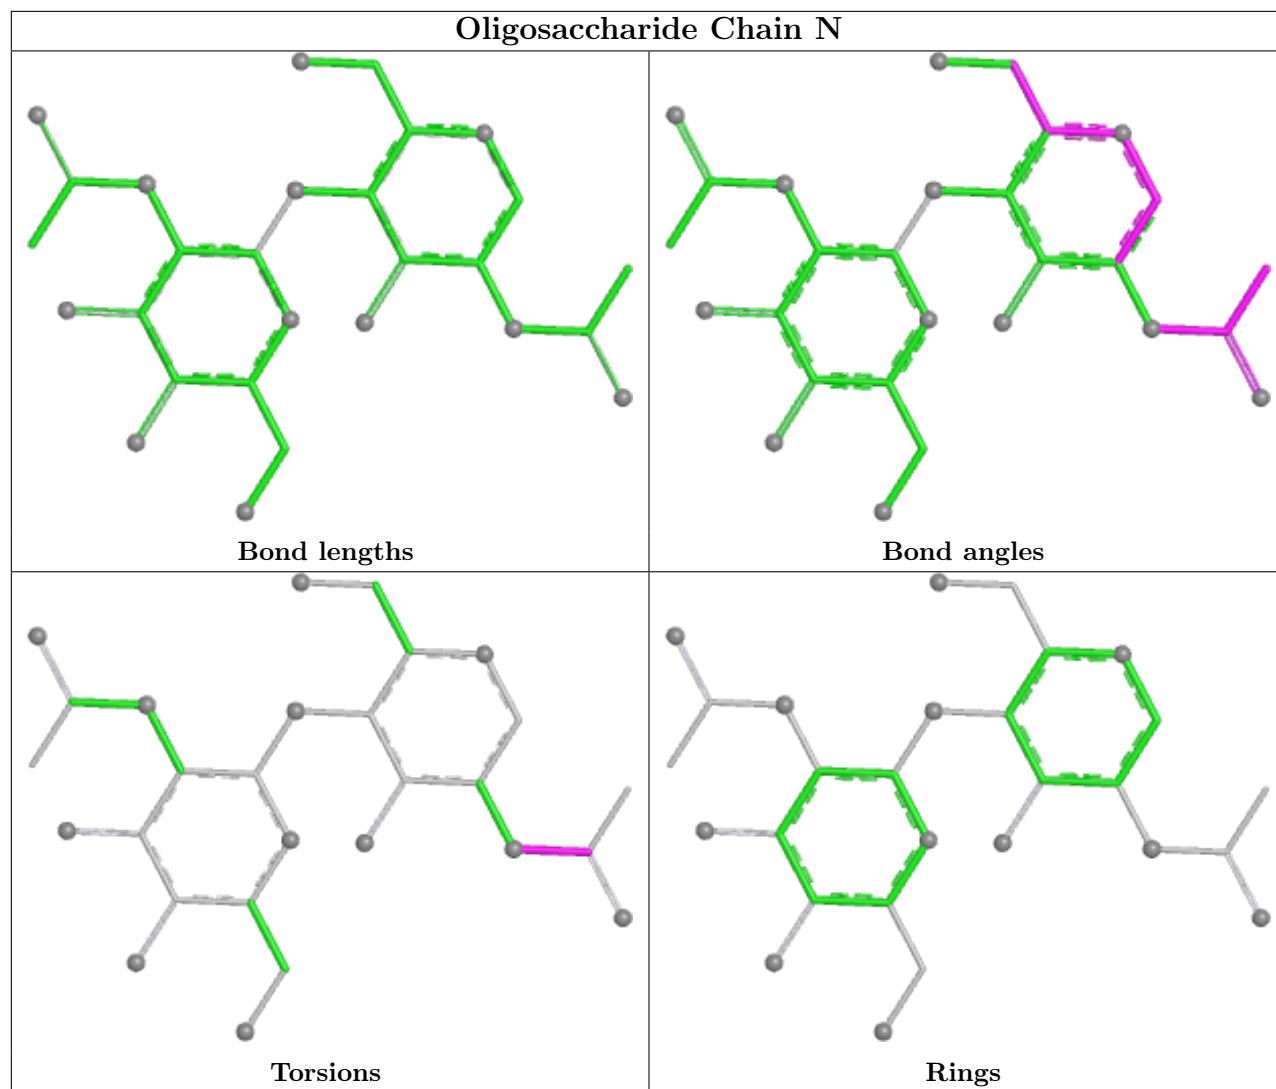 Oligosaccharide Chain N
Bond lengths
Bond angles
Torsions
Rings